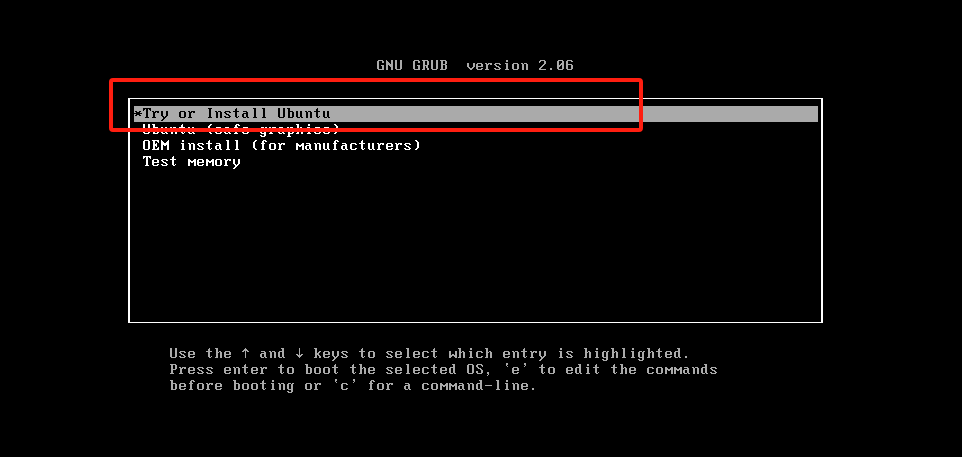 GNU GRUB  version 2.06
*Try or Install Ubuntu
Ubuntu (safe graphics)
OEM install (for manufacturers)
Test memory
Use the ↑ and ↓ keys to select which entry is highlighted.
Press enter to boot the selected OS, `e' to edit the commands
before booting or `c' for a command-line.